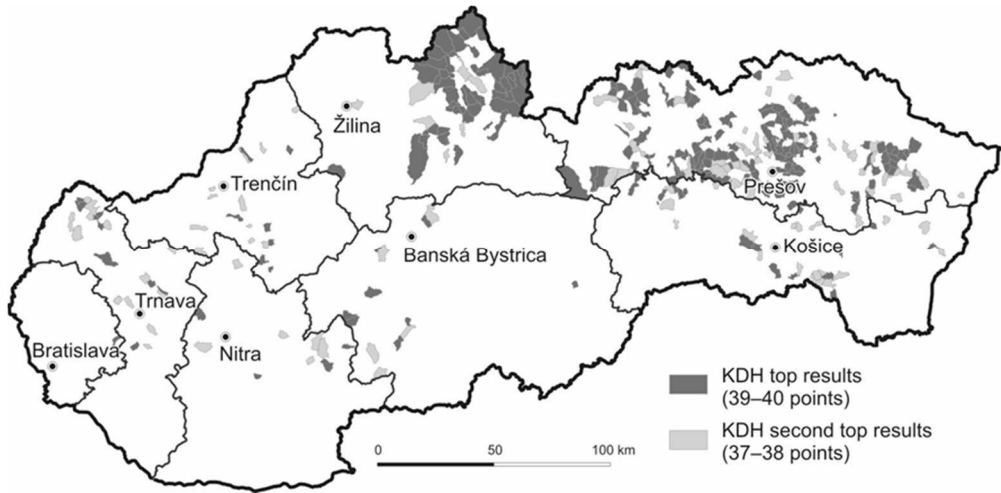 Žilina
Trenčín
Prešov
Košice
Banská Bystrica
Trnava
Nitra
Bratislava
KDH top results
(39–40 points)
KDH second top results
(37–38 points)
0 50 100 km